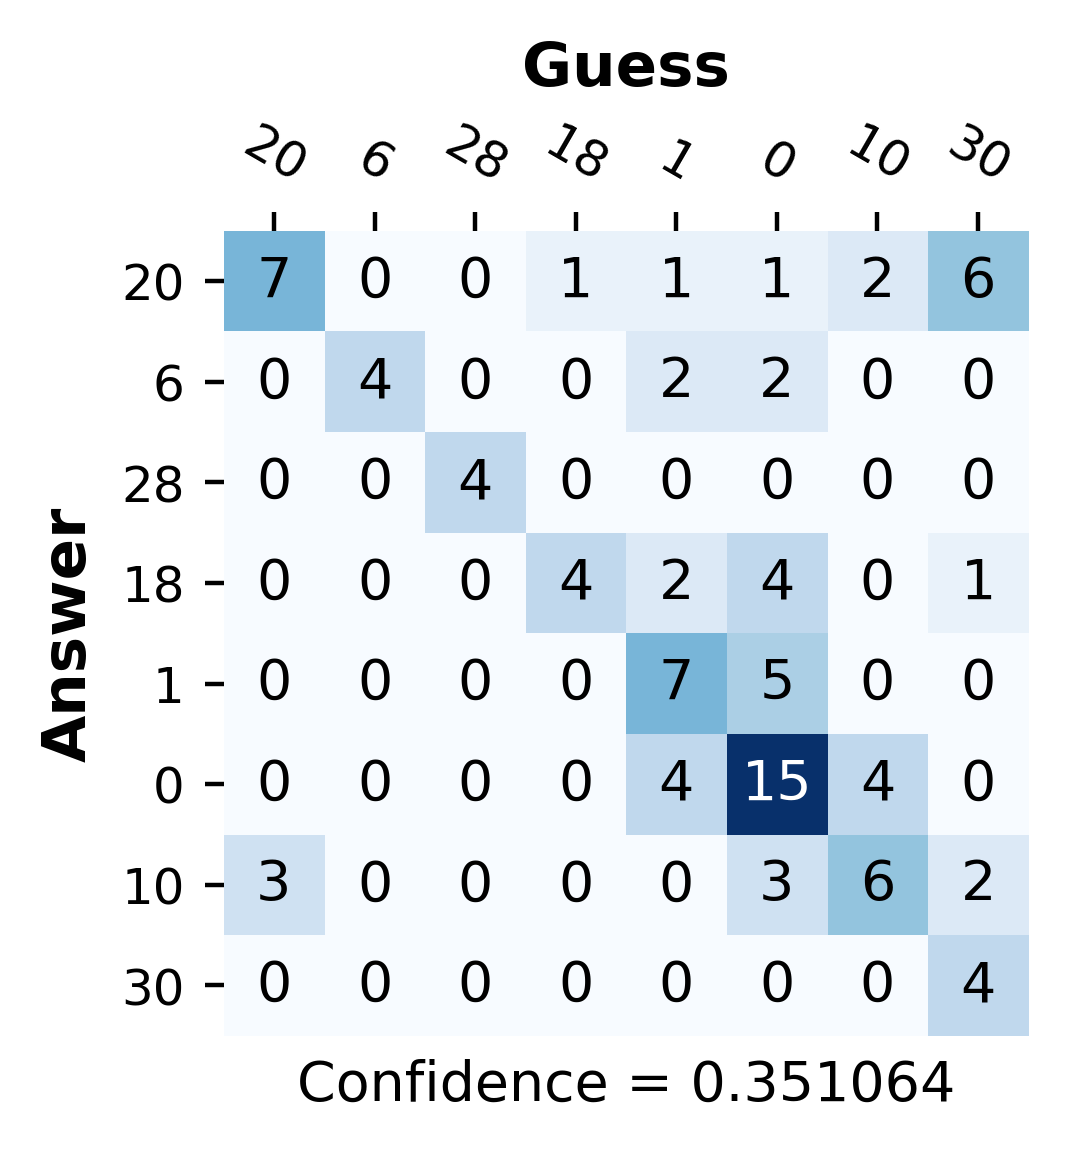 Guess
20 6 28 18 1 0 10 30
20 7 0 0 1 1 1 2 6
6 0 4 0 0 2 2 0 0
28 0 0 4 0 0 0 0 0
18 0 0 0 4 2 4 0 1
1 0 0 0 0 7 5 0 0
0 0 0 0 0 4 15 4 0
10 3 0 0 0 0 3 6 2
30 0 0 0 0 0 0 0 4
Answer
Confidence = 0.351064